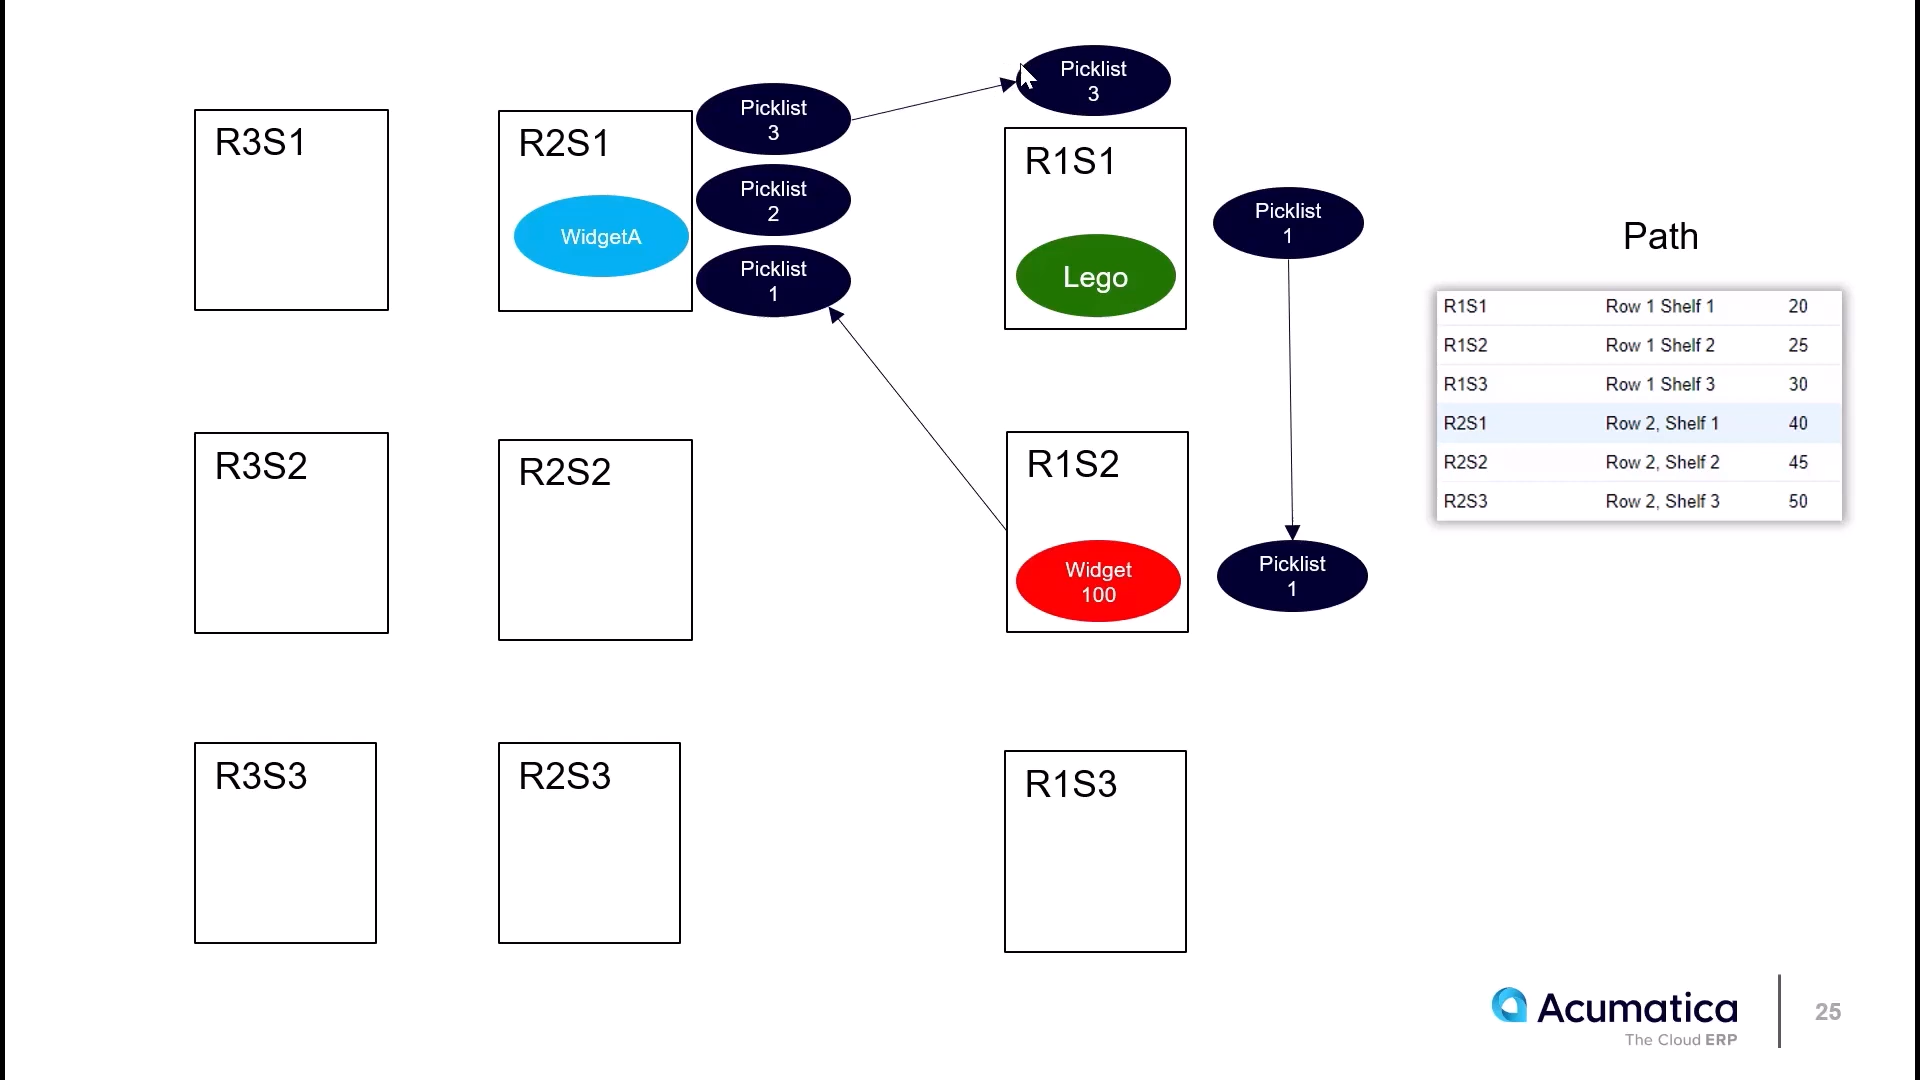 Picklist
3
Picklist
3
R3S1
R2S1
R1S1
Picklist
2
Picklist
1
WidgetA
Path
Picklist
1
Lego
R1S1 Row 1 Shelf 1 20
R1S2 Row 1 Shelf 2 25
R1S3 Row 1 Shelf 3 30
R2S1 Row 2, Shelf 1 40
R2S2 Row 2, Shelf 2 45
R2S3 Row 2, Shelf 3 50
R3S2
R2S2
R1S2
Widget
100
Picklist
1
R3S3
R2S3
R1S3
Acumatica
The Cloud ERP
25